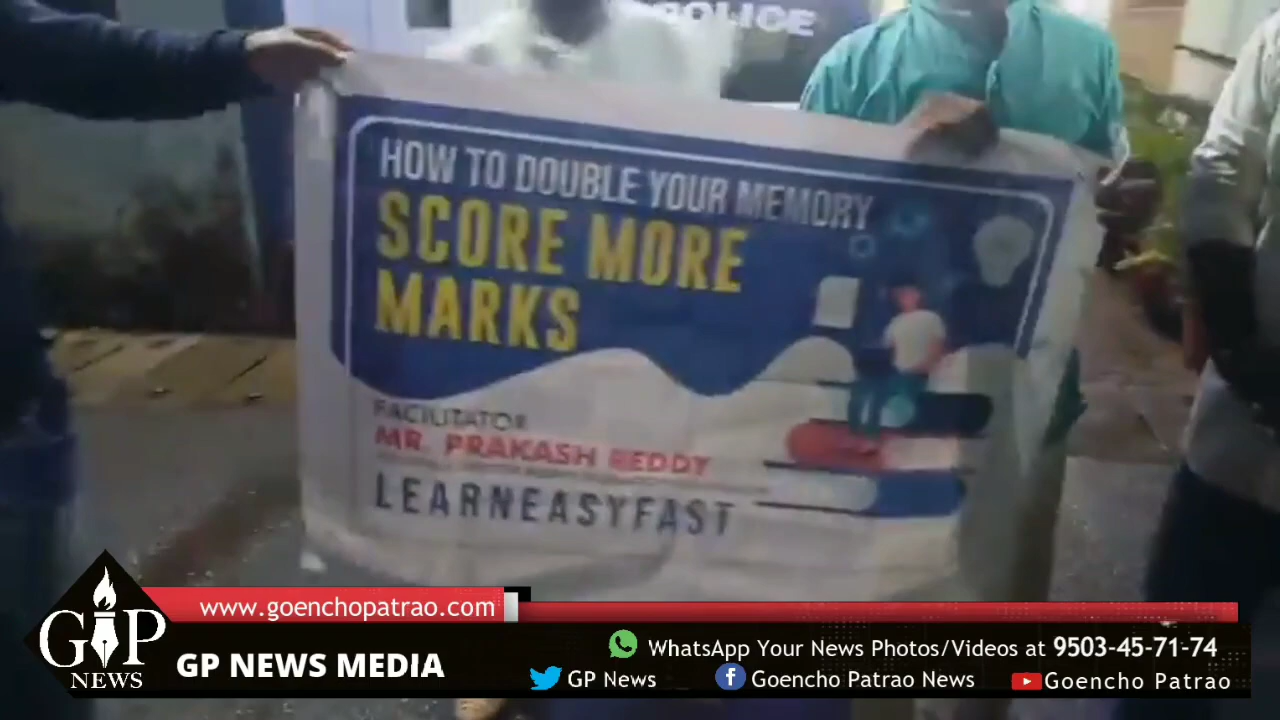 POLICE
HOW TO DOUBLE YOUR MEMORY
SCORE MORE
MARKS
FACILITATOR
MR. PRAKASH REDDY
LEARNEASYFAST
www.goenchopatrao.com
GP
NEWS
GP NEWS MEDIA
WhatsApp Your News Photos/Videos at 9503-45-71-74
GP News
Goencho Patrao News
Goencho Patrao